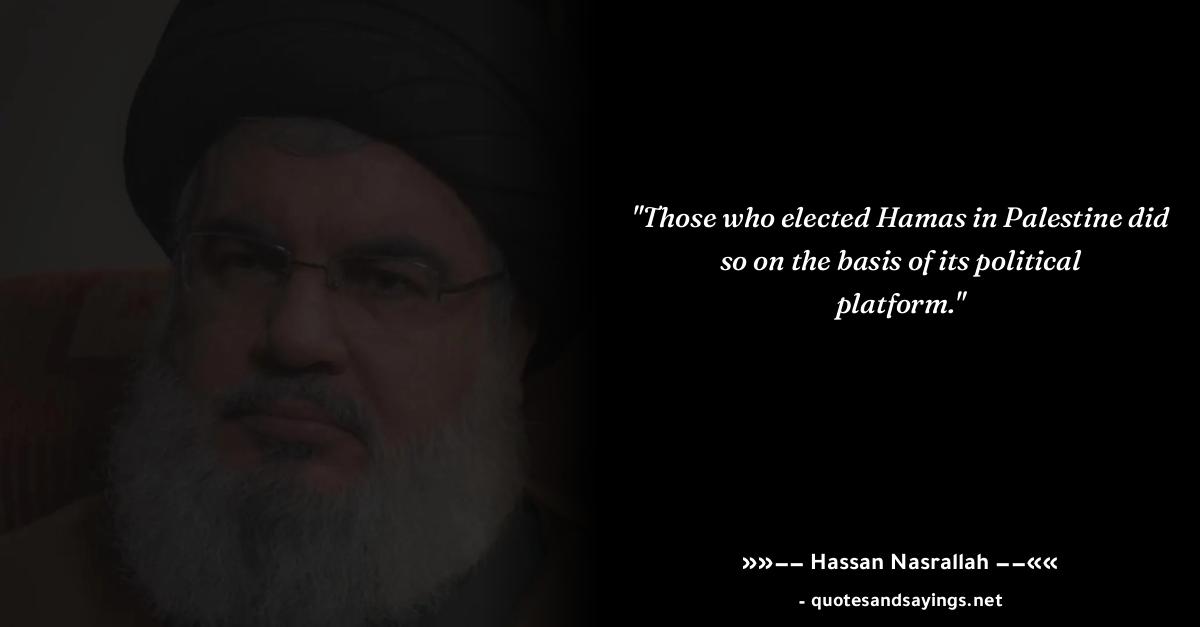 "Those who elected Hamas in Palestine did
so on the basis of its political
platform."
»»−− Hassan Nasrallah −−««
- quotesandsayings.net